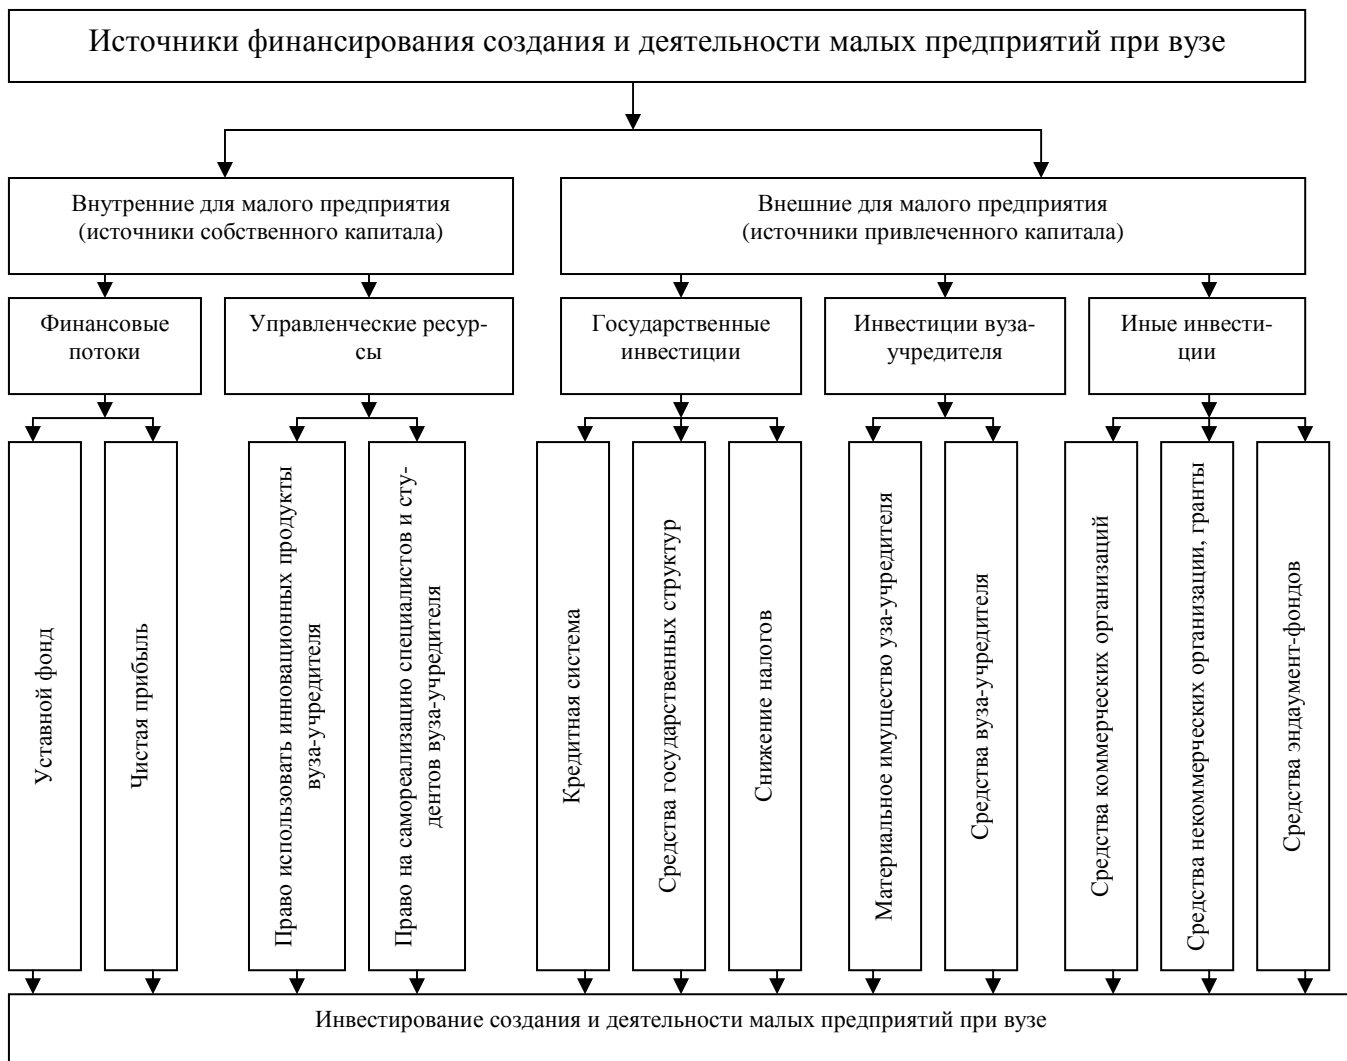 Источники финансирования создания и деятельности малых предприятий при вузе
Внутренние для малого предприятия
(источники собственного капитала)
Внешние для малого предприятия
(источники привлеченного капитала)
Финансовые
потоки
Управленческие ресур-
сы
Государственные
инвестиции
Инвестиции вуза-
учредителя
Иные инвести-
ции
Уставной фонд
Чистая прибыль
Право использовать инновационных продукты
вуза-учредителя
Право на самореализацию специалистов и сту-
дентов вуза-учредителя
Кредитная система
Средства государственных структур
Снижение налогов
Материальное имущество уза-учредителя
Средства вуза-учредителя
Средства коммерческих организаций
Средства некоммерческих организации, гранты
Средства эндаумент-фондов
Инвестирование создания и деятельности малых предприятий при вузе